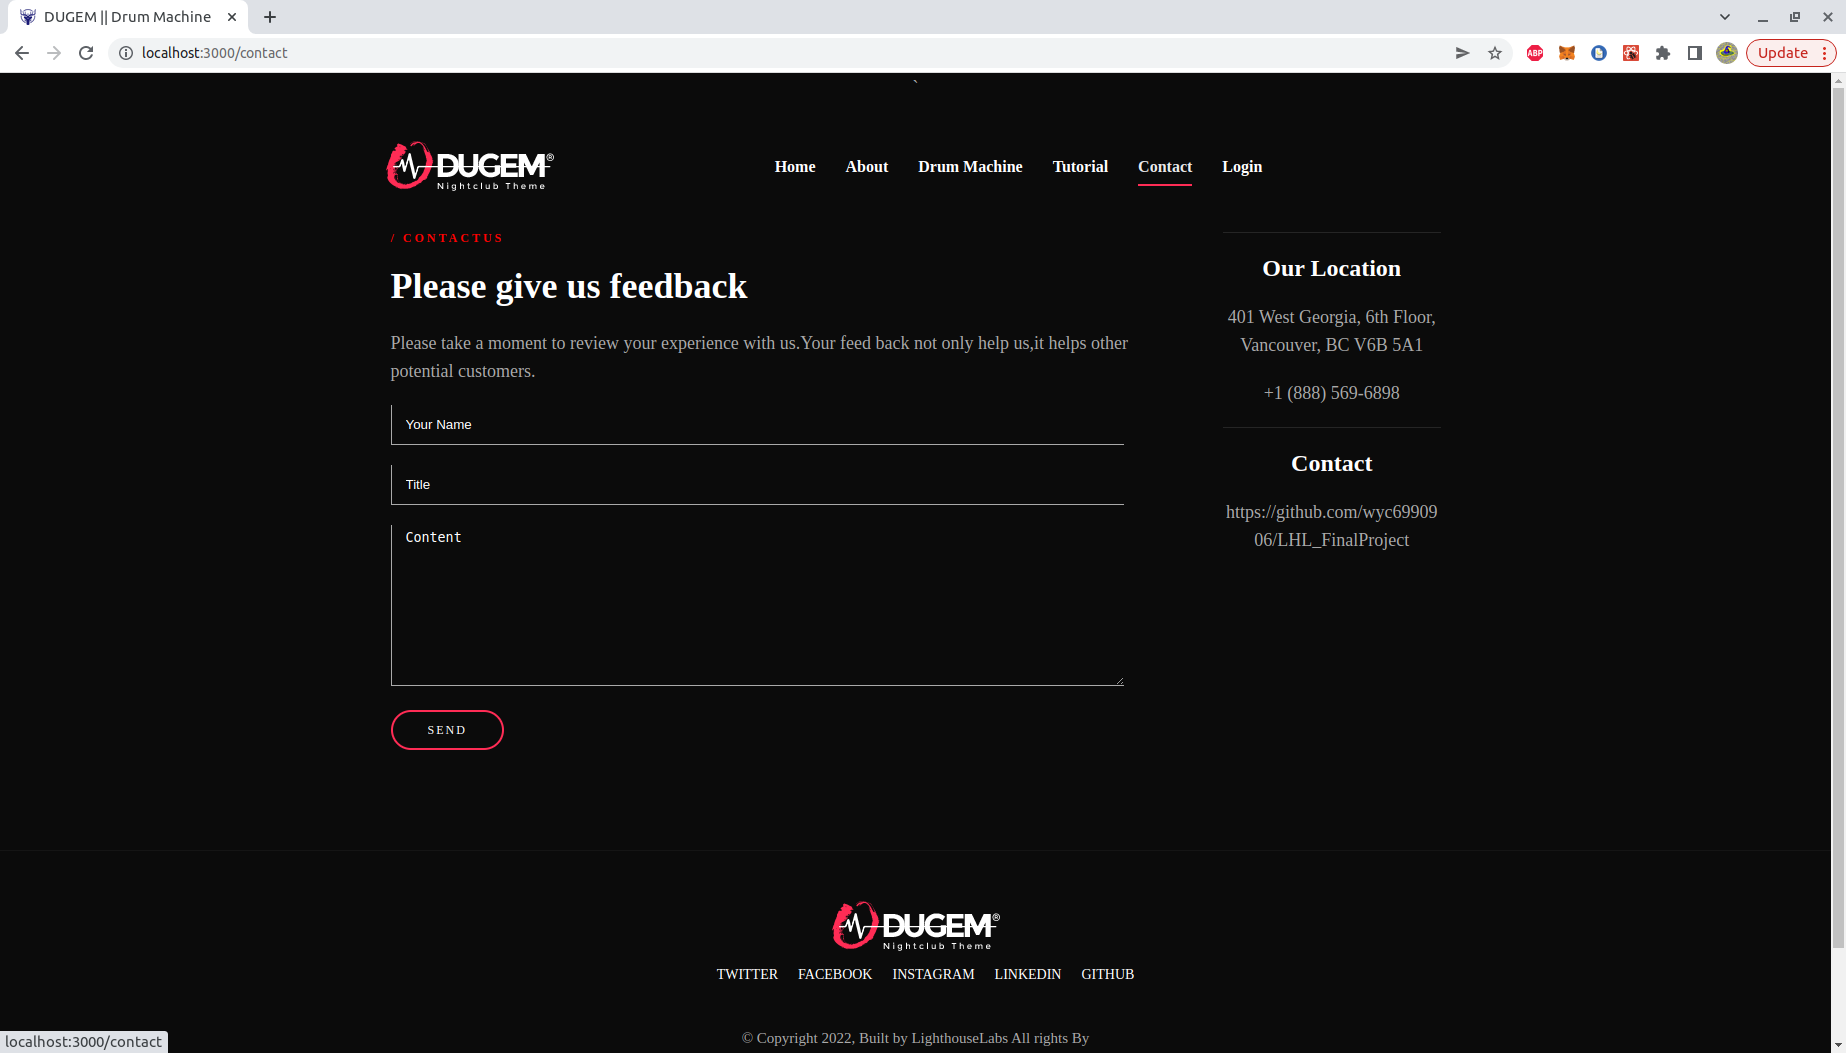 DUGEM || Drum Machine
localhost:3000/contact
ABP
Update
`
DUGEM®
Nightclub Theme
Home About Drum Machine Tutorial Contact Login
/ CONTACTUS
Please give us feedback
Please take a moment to review your experience with us.Your feed back not only help us,it helps other
potential customers.
Your Name
Title
Content
SEND
Our Location
401 West Georgia, 6th Floor,
Vancouver, BC V6B 5A1
+1 (888) 569-6898
Contact
https://github.com/wyc69909
06/LHL_FinalProject
DUGEM®
Nightclub Theme
TWITTER FACEBOOK INSTAGRAM LINKEDIN GITHUB
© Copyright 2022, Built by LighthouseLabs All rights By
localhost:3000/contact